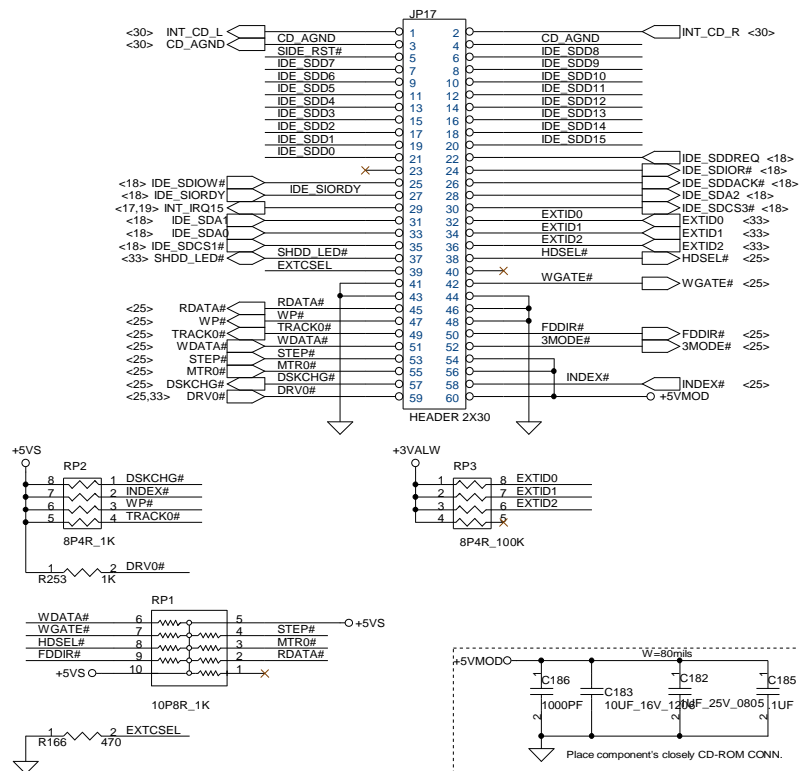 JP17
<30> INT_CD_L 1 2 INT_CD_R <30>
<30> CD_AGND CD_AGND 3 4 CD_AGND
SIDE_RST# 5 6 IDE_SDD8
IDE_SDD7 7 8 IDE_SDD9
IDE_SDD6 9 10 IDE_SDD10
IDE_SDD5 11 12 IDE_SDD11
IDE_SDD4 13 14 IDE_SDD12
IDE_SDD3 15 16 IDE_SDD13
IDE_SDD2 17 18 IDE_SDD14
IDE_SDD1 19 20 IDE_SDD15
IDE_SDD0 21 22 IDE_SDDREQ <18>
23 24 IDE_SDIOR# <18>
<18> IDE_SDIOW# 25 26 IDE_SDDACK# <18>
<18> IDE_SIORDY IDE_SIORDY 27 28 IDE_SDA2 <18>
<17,19> INT_IRQ15 29 30 IDE_SDCS3# <18>
<18> IDE_SDA1 31 32 EXTID0 EXTID0 <33>
<18> IDE_SDA0 33 34 EXTID1 EXTID1 <33>
<18> IDE_SDCS1# 35 36 EXTID2 EXTID2 <33>
<33> SHDD_LED# SHDD_LED# 37 38 HDSEL# HDSEL# <25>
EXTCSEL 39 40
41 42 WGATE# WGATE# <25>
43 44
<25> RDATA# RDATA# 45 46
<25> WP# WP# 47 48
<25> TRACK0# TRACK0# 49 50 FDDIR# FDDIR# <25>
<25> WDATA# WDATA# 51 52 3MODE# 3MODE# <25>
<25> STEP# STEP# 53 54
<25> MTR0# MTR0# 55 56
<25> DSKCHG# DSKCHG# 57 58 INDEX# INDEX# <25>
<25,33> DRV0# DRV0# 59 60 +5VMOD
HEADER 2X30
+5VS
RP2
8 1 DSKCHG#
7 2 INDEX#
6 3 WP#
5 4 TRACK0#
8P4R_1K
1 2 DRV0#
R253 1K
+3VALW
RP3
1 8 EXTID0
2 7 EXTID1
3 6 EXTID2
4 5
8P4R_100K
RP1
WDATA# 6 5 +5VS
WGATE# 7 4 STEP#
HDSEL# 8 3 MTR0#
FDDIR# 9 2 RDATA#
+5VS 10 1
10P8R_1K
1 2 EXTCSEL
R166 470
+5VMOD W=80mils
1 C186 2
1000PF
C183
10UF_16V_1206
1 C182 2
1UF_25V_0805
1 C185 2
.1UF
Place component's closely CD-ROM CONN.